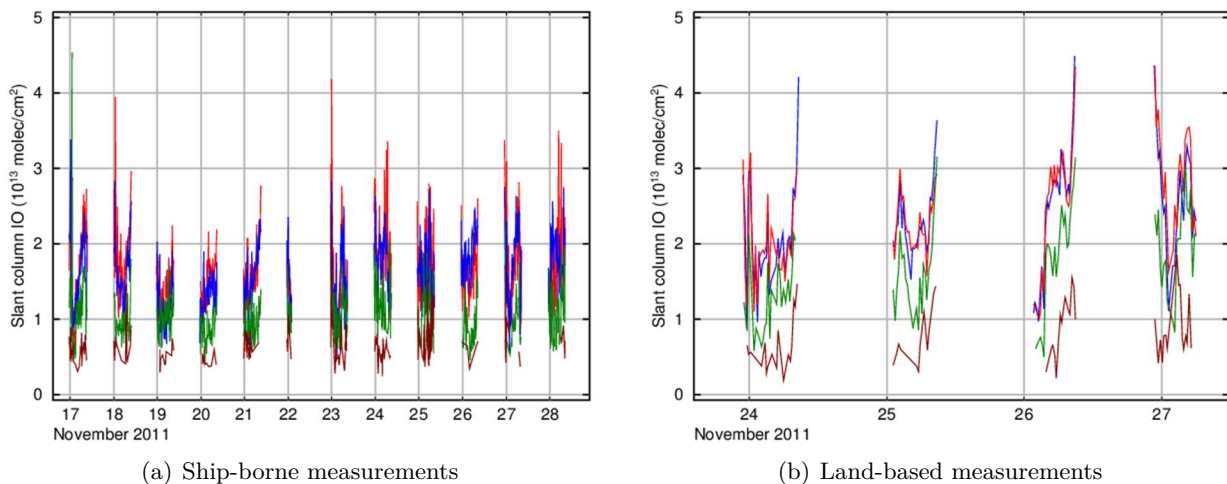 5
4
3
2
1
0
Slant column IO (10¹³ molec/cm²)
17 18 19 20 21 22 23 24 25 26 27 28
November 2011
(a) Ship-borne measurements
5
4
3
2
1
0
Slant column IO (10¹³ molec/cm²)
24 25 26 27
November 2011
(b) Land-based measurements